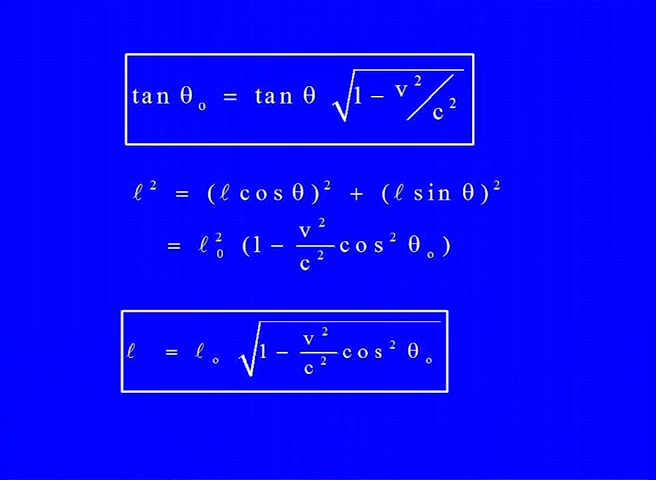 tan θₒ = tan θ √(1 − v²/c²)
ℓ² = (ℓ cos θ)² + (ℓ sin θ)²
= ℓ₀² (1 − v²/c² cos² θₒ)
ℓ = ℓₒ √(1 − v²/c² cos² θₒ)